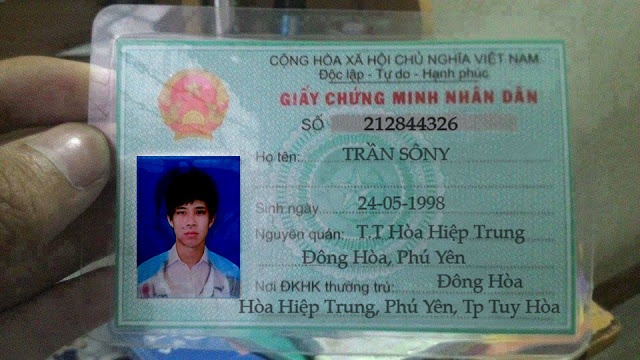 CỘNG HÒA XÃ HỘI CHỦ NGHĨA VIỆT NAM
Độc lập - Tự do - Hạnh phúc
GIẤY CHỨNG MINH NHÂN DÂN
SỐ 212844326
Họ tên: TRẦN SÔNY
Sinh ngày 24-05-1998
Nguyên quán: T.T Hòa Hiệp Trung
Đông Hòa, Phú Yên
Nơi ĐKHK thường trú: Đông Hòa
Hòa Hiệp Trung, Phú Yên, Tp Tuy Hòa